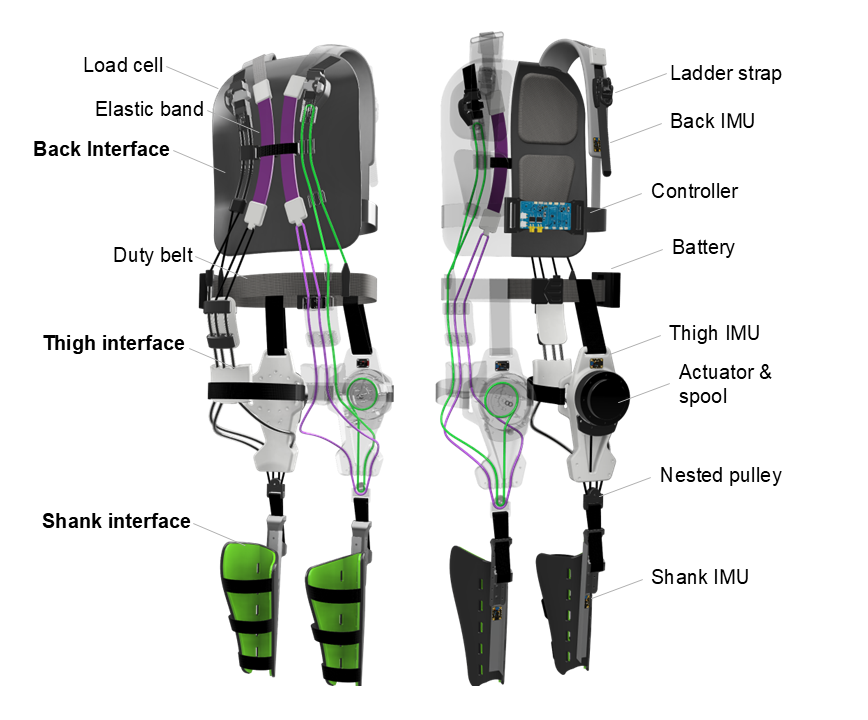 Load cell
Elastic band
Back Interface
Duty belt
Thigh interface
Shank interface
Ladder strap
Back IMU
Controller
Battery
Thigh IMU
Actuator &
spool
Nested pulley
Shank IMU